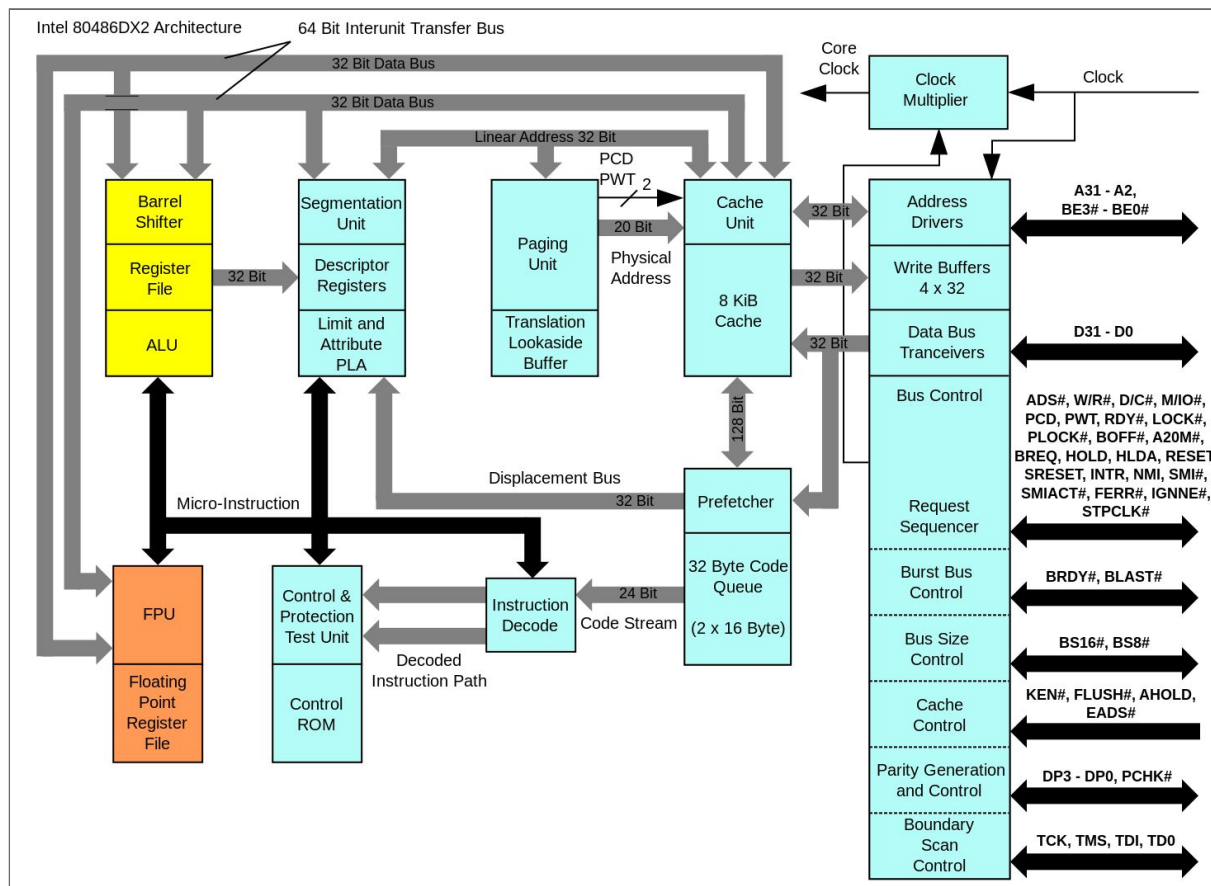 Intel 80486DX2 Architecture
64 Bit Interunit Transfer Bus
32 Bit Data Bus
32 Bit Data Bus
Linear Address 32 Bit
PCD
PWT
2
Core
Clock
Clock
Multiplier
Clock
Barrel
Shifter
Register
File
ALU
32 Bit
Segmentation
Unit
Descriptor
Registers
Limit and
Attribute
PLA
Paging
Unit
Translation
Lookaside
Buffer
20 Bit
Physical
Address
Cache
Unit
8 KiB
Cache
32 Bit
32 Bit
32 Bit
128 Bit
Address
Drivers
Write Buffers
4 x 32
Data Bus
Tranceivers
Bus Control
Request
Sequencer
Burst Bus
Control
Bus Size
Control
Cache
Control
Parity Generation
and Control
Boundary
Scan
Control
A31 - A2,
BE3# - BE0#
D31 - D0
ADS#, W/R#, D/C#, M/IO#,
PCD, PWT, RDY#, LOCK#,
PLOCK#, BOFF#, A20M#,
BREQ, HOLD, HLDA, RESET,
SRESET, INTR, NMI, SMI#,
SMIACT#, FERR#, IGNNE#,
STPCLK#
BRDY#, BLAST#
BS16#, BS8#
KEN#, FLUSH#, AHOLD,
EADS#
DP3 - DP0, PCHK#
TCK, TMS, TDI, TD0
Displacement Bus
32 Bit
Micro-Instruction
Prefetcher
32 Byte Code
Queue
(2 x 16 Byte)
24 Bit
Code Stream
Instruction
Decode
Decoded
Instruction Path
Control &
Protection
Test Unit
Control
ROM
FPU
Floating
Point
Register
File